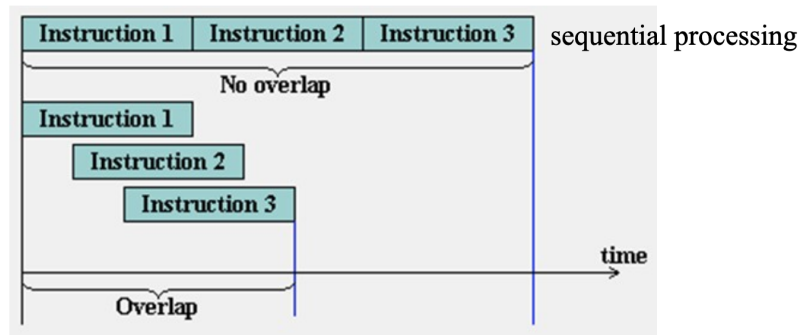 Instruction 1 Instruction 2 Instruction 3 sequential processing
No overlap
Instruction 1
Instruction 2
Instruction 3
time
Overlap